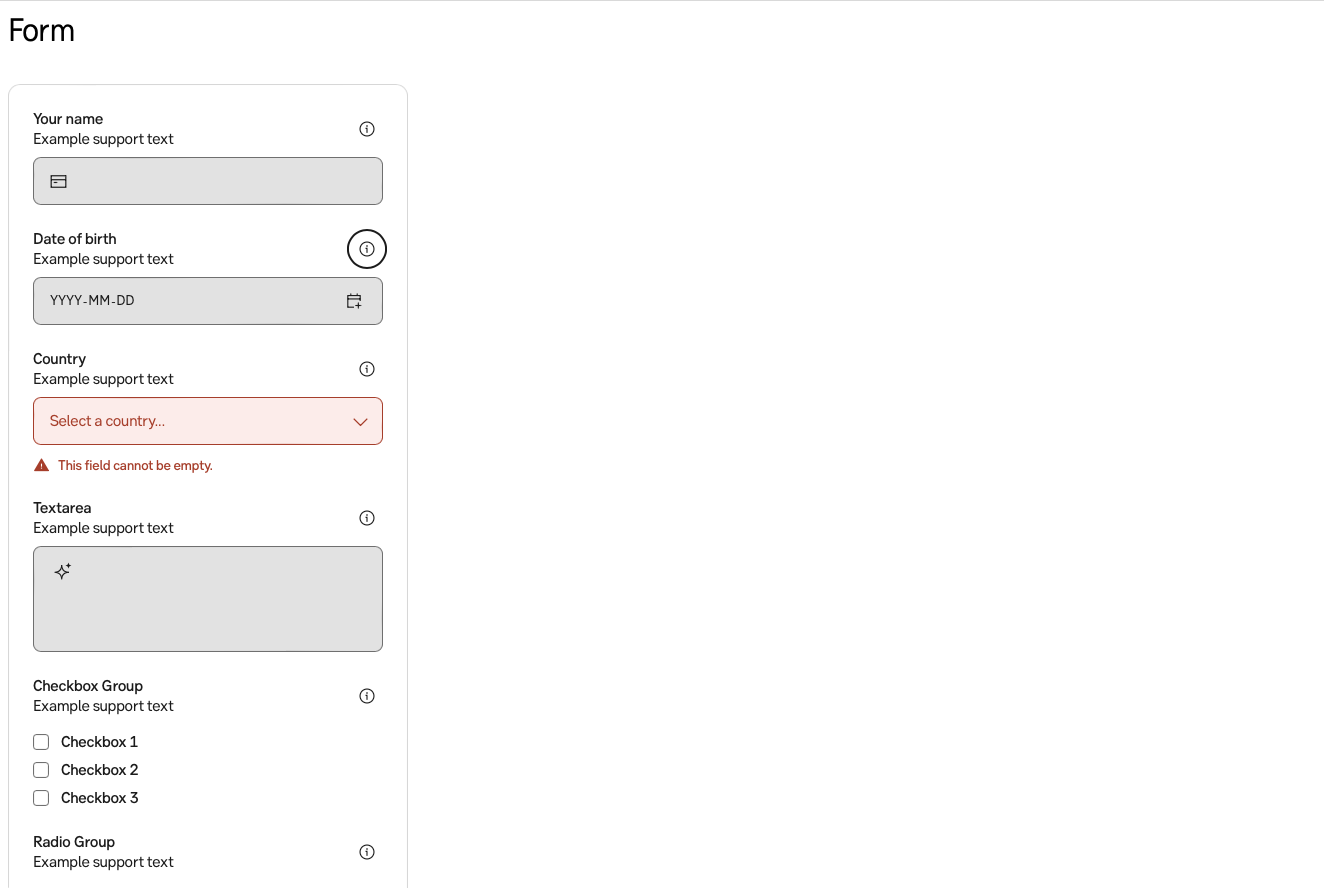 Form
Your name
Example support text
Date of birth
Example support text
YYYY-MM-DD
Country
Example support text
Select a country...
This field cannot be empty.
Textarea
Example support text
Checkbox Group
Example support text
Checkbox 1
Checkbox 2
Checkbox 3
Radio Group
Example support text